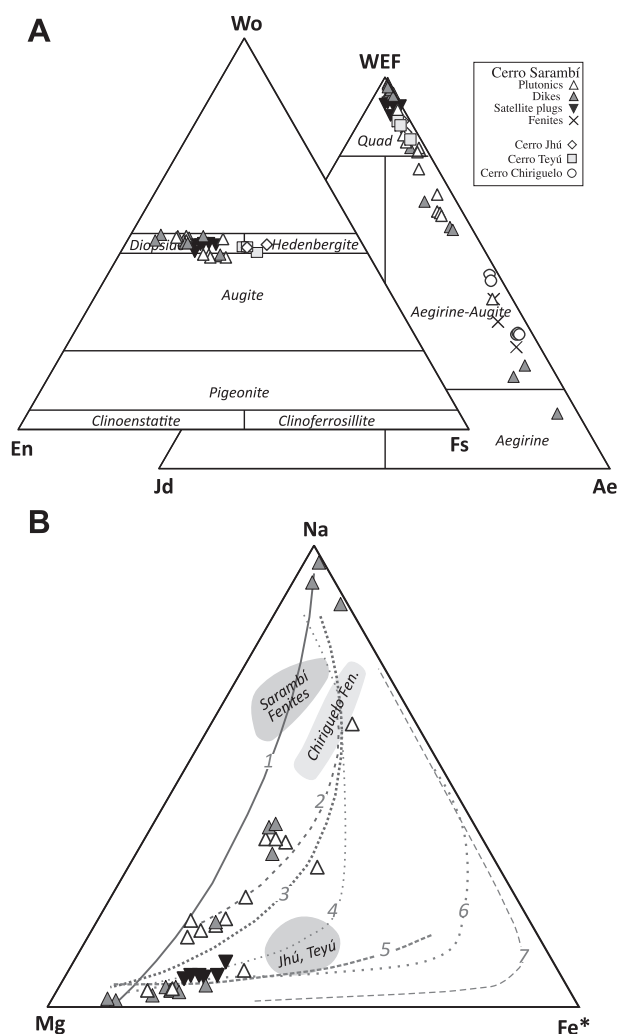 A
Wo
WEF
Cerro Sarambí
Plutonics
Dikes
Satellite plugs
Fenites
Cerro Jhú
Cerro Teyú
Cerro Chiriguelo
Quad
Diopside Hedenbergite
Augite
Aegirine-Augite
Pigeonite
Clinoenstatite Clinoferrosillite
En Fs
Aegirine
Jd Ae
B
Na
Sarambí
Fenites
Chiriguelo Fen.
1
2
3
4
5
6
7
Jhú, Teyú
Mg Fe*